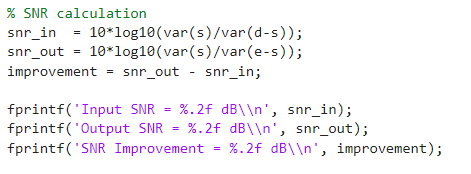 % SNR calculation
snr_in  = 10*log10(var(s)/var(d-s));
snr_out = 10*log10(var(s)/var(e-s));
improvement = snr_out - snr_in;

fprintf('Input SNR = %.2f dB\\n', snr_in);
fprintf('Output SNR = %.2f dB\\n', snr_out);
fprintf('SNR Improvement = %.2f dB\\n', improvement);